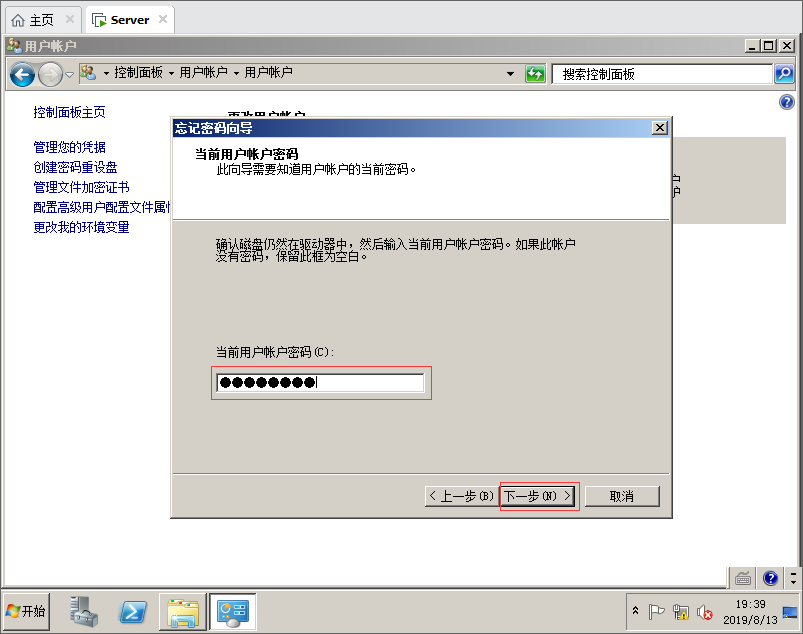 主页
Server
用户帐户
控制面板 用户帐户 用户帐户
搜索控制面板
控制面板主页
更改用户帐户
管理您的凭据
创建密码重设盘
管理文件加密证书
配置高级用户配置文件属
更改我的环境变量
忘记密码向导
当前用户帐户密码
此向导需要知道用户帐户的当前密码。
确认磁盘仍然在驱动器中，然后输入当前用户帐户密码。如果此帐户
没有密码，保留此框为空白。
当前用户帐户密码(C):
●●●●●●●●
< 上一步(B)
下一步(N) >
取消
开始
19:39
2019/8/13